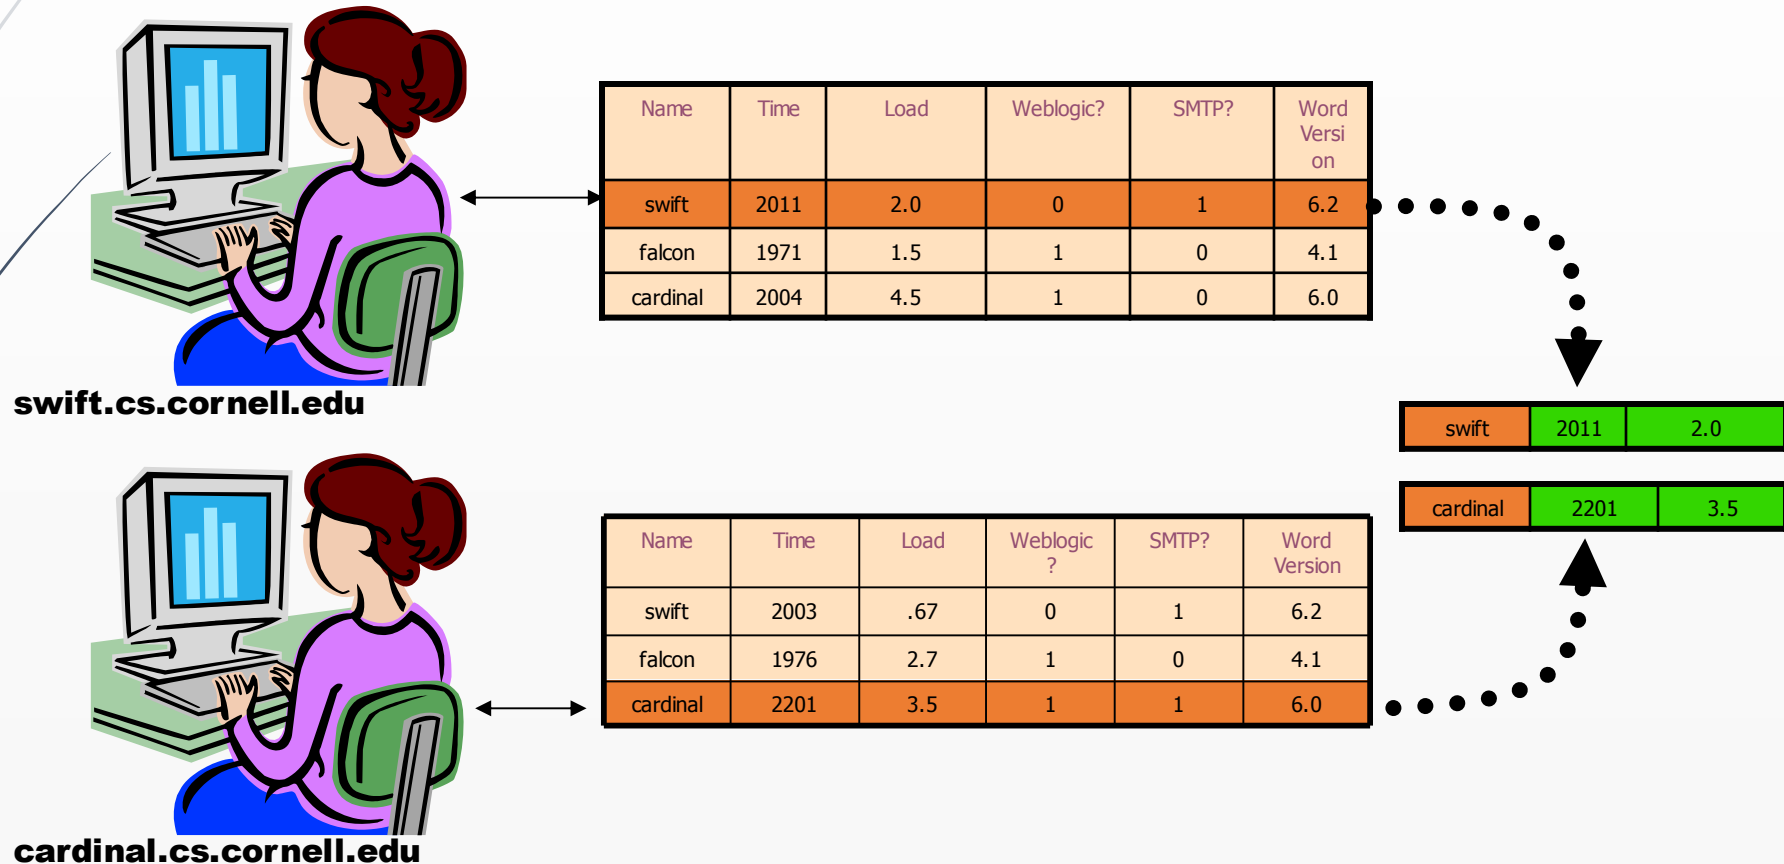 Name Time Load Weblogic? SMTP? Word
Versi
on
swift 2011 2.0 0 1 6.2
falcon 1971 1.5 1 0 4.1
cardinal 2004 4.5 1 0 6.0
swift.cs.cornell.edu
swift 2011 2.0
cardinal 2201 3.5
Name Time Load Weblogic SMTP? Word
? Version
swift 2003 .67 0 1 6.2
falcon 1976 2.7 1 0 4.1
cardinal 2201 3.5 1 1 6.0
cardinal.cs.cornell.edu